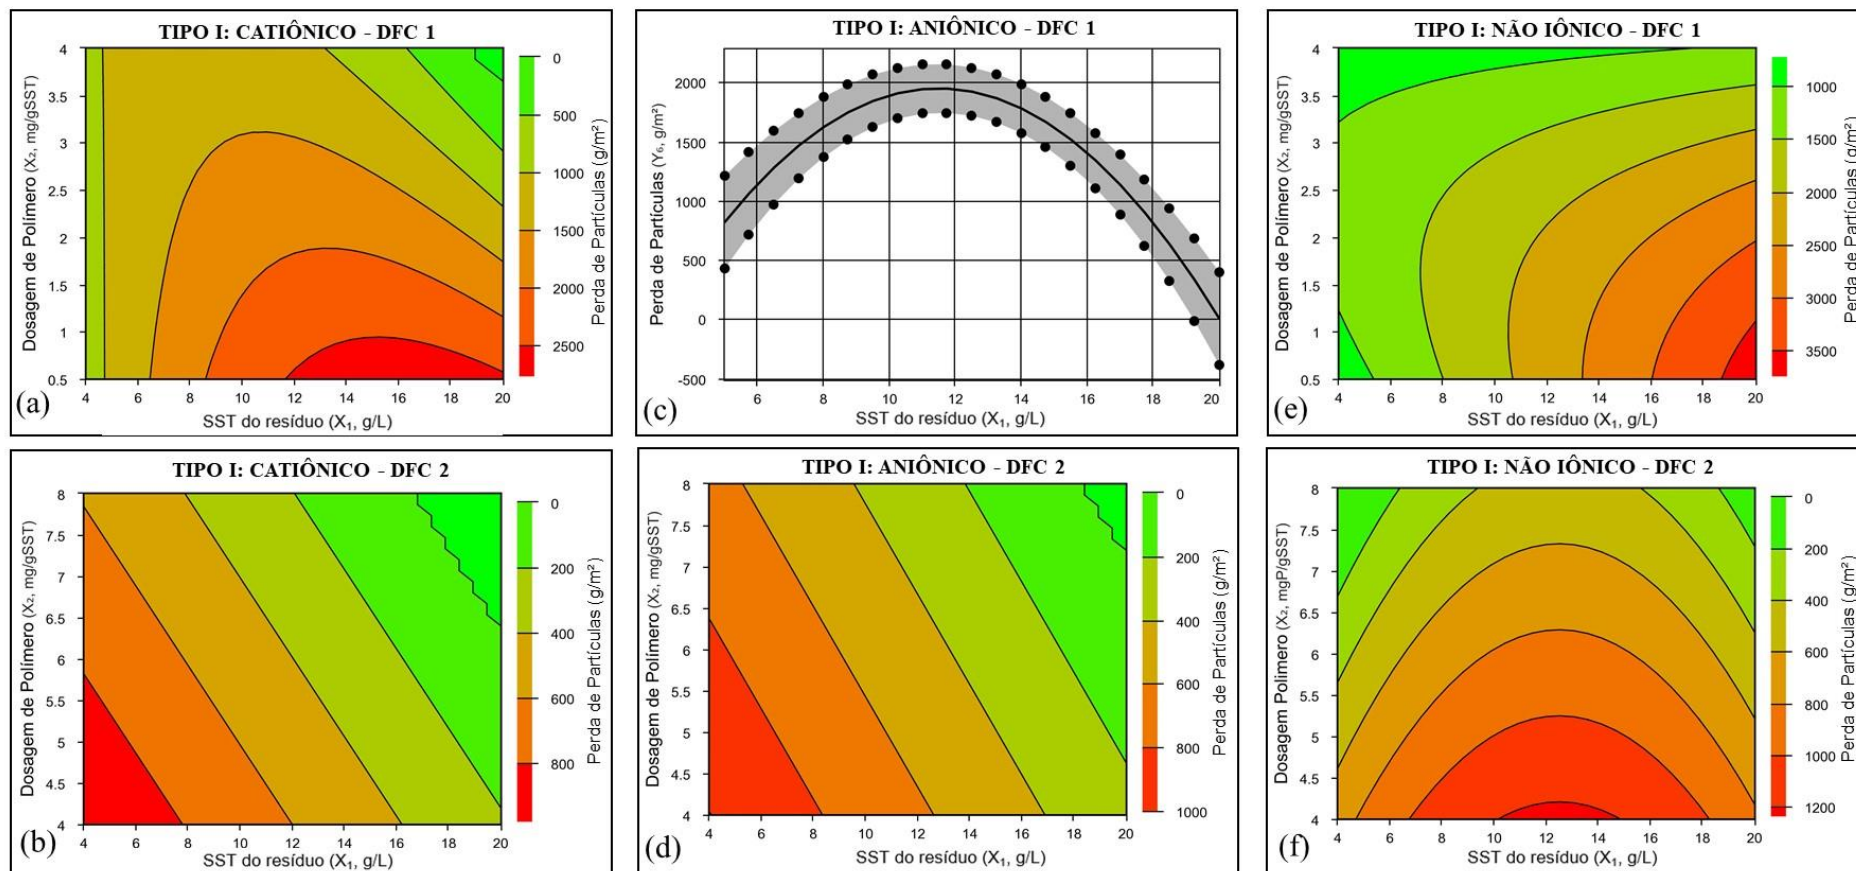 TIPO I: CATIÔNICO - DFC 1
Dosagem de Polímero (X₂, mg/gSST)
4
3.5
3
2.5
2
1.5
1
0.5
4 6 8 10 12 14 16 18 20
SST do resíduo (X₁, g/L)
0
500
1000
1500
2000
2500
Perda de Partículas (g/m²)
(a)
TIPO I: ANIÔNICO - DFC 1
Perda de Partículas (Y₆, g/m²)
2000
1500
1000
500
0
-500
6 8 10 12 14 16 18 20
SST do resíduo (X₁, g/L)
(c)
TIPO I: NÃO IÔNICO - DFC 1
Dosagem de Polímero (X₂, mg/gSST)
4
3.5
3
2.5
2
1.5
1
0.5
4 6 8 10 12 14 16 18 20
SST do resíduo (X₁, g/L)
1000
1500
2000
2500
3000
3500
Perda de Partículas (g/m²)
(e)
TIPO I: CATIÔNICO - DFC 2
Dosagem de Polímero (X₂, mg/gSST)
8
7.5
7
6.5
6
5.5
5
4.5
4
4 6 8 10 12 14 16 18 20
SST do resíduo (X₁, g/L)
0
200
400
600
800
Perda de Partículas (g/m²)
(b)
TIPO I: ANIÔNICO - DFC 2
Dosagem de Polímero (X₂, mg/gSST)
8
7.5
7
6.5
6
5.5
5
4.5
4
4 6 8 10 12 14 16 18 20
SST do resíduo (X₁, g/L)
0
200
400
600
800
1000
Perda de Partículas (g/m²)
(d)
TIPO I: NÃO IÔNICO - DFC 2
Dosagem Polímero (X₂, mgP/gSST)
8
7.5
7
6.5
6
5.5
5
4.5
4
4 6 8 10 12 14 16 18 20
SST do resíduo (X₁, g/L)
0
200
400
600
800
1000
1200
Perda de Partículas (g/m²)
(f)